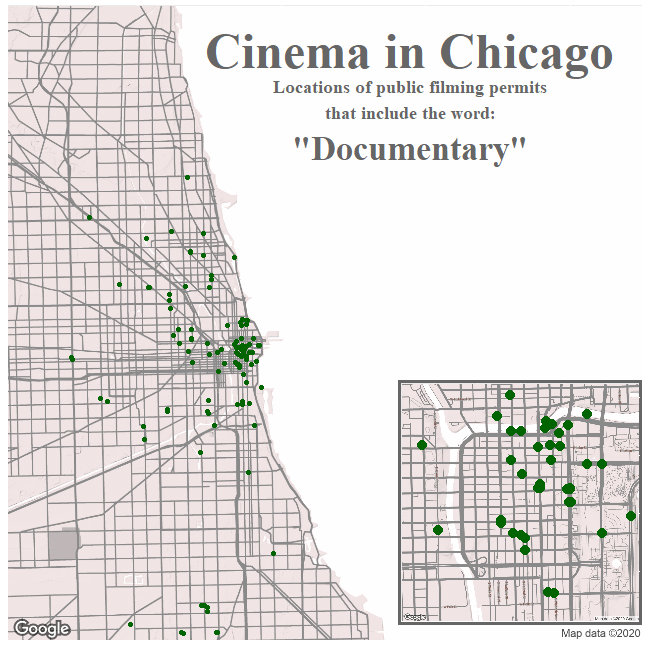 Cinema in Chicago
Locations of public filming permits
that include the word:
"Documentary"
Google
Map data ©2020